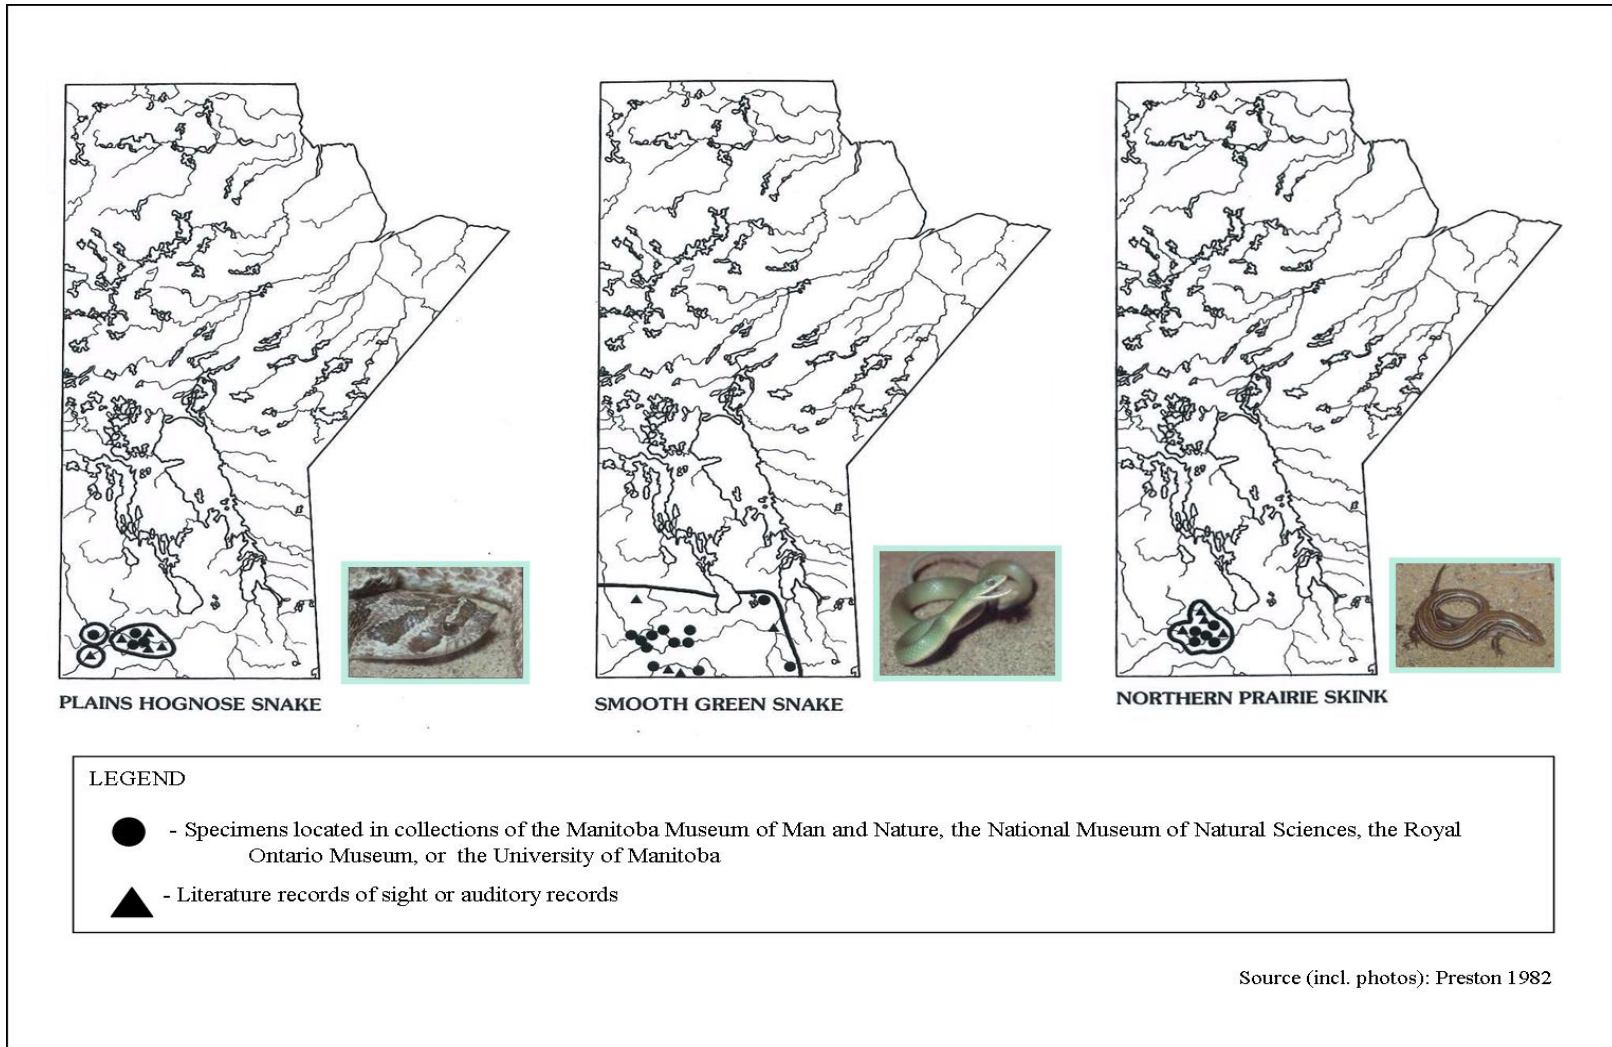 PLAINS HOGNOSE SNAKE
SMOOTH GREEN SNAKE
NORTHERN PRAIRIE SKINK
LEGEND
- Specimens located in collections of the Manitoba Museum of Man and Nature, the National Museum of Natural Sciences, the Royal
Ontario Museum, or the University of Manitoba
- Literature records of sight or auditory records
Source (incl. photos): Preston 1982